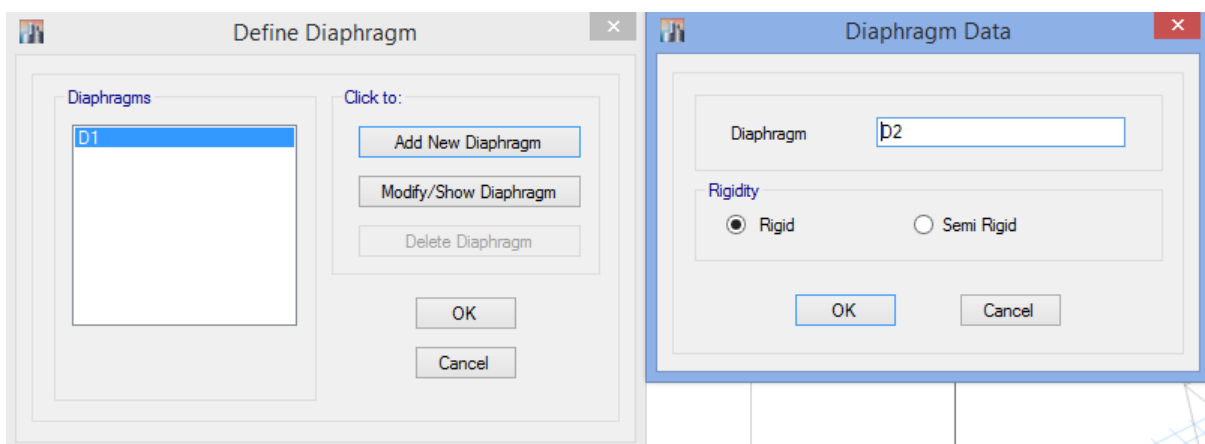 Define Diaphragm
Diaphragms
D1
Click to:
Add New Diaphragm
Modify/Show Diaphragm
Delete Diaphragm
OK
Cancel
Diaphragm Data
Diaphragm D2
Rigidity
Rigid Semi Rigid
OK Cancel